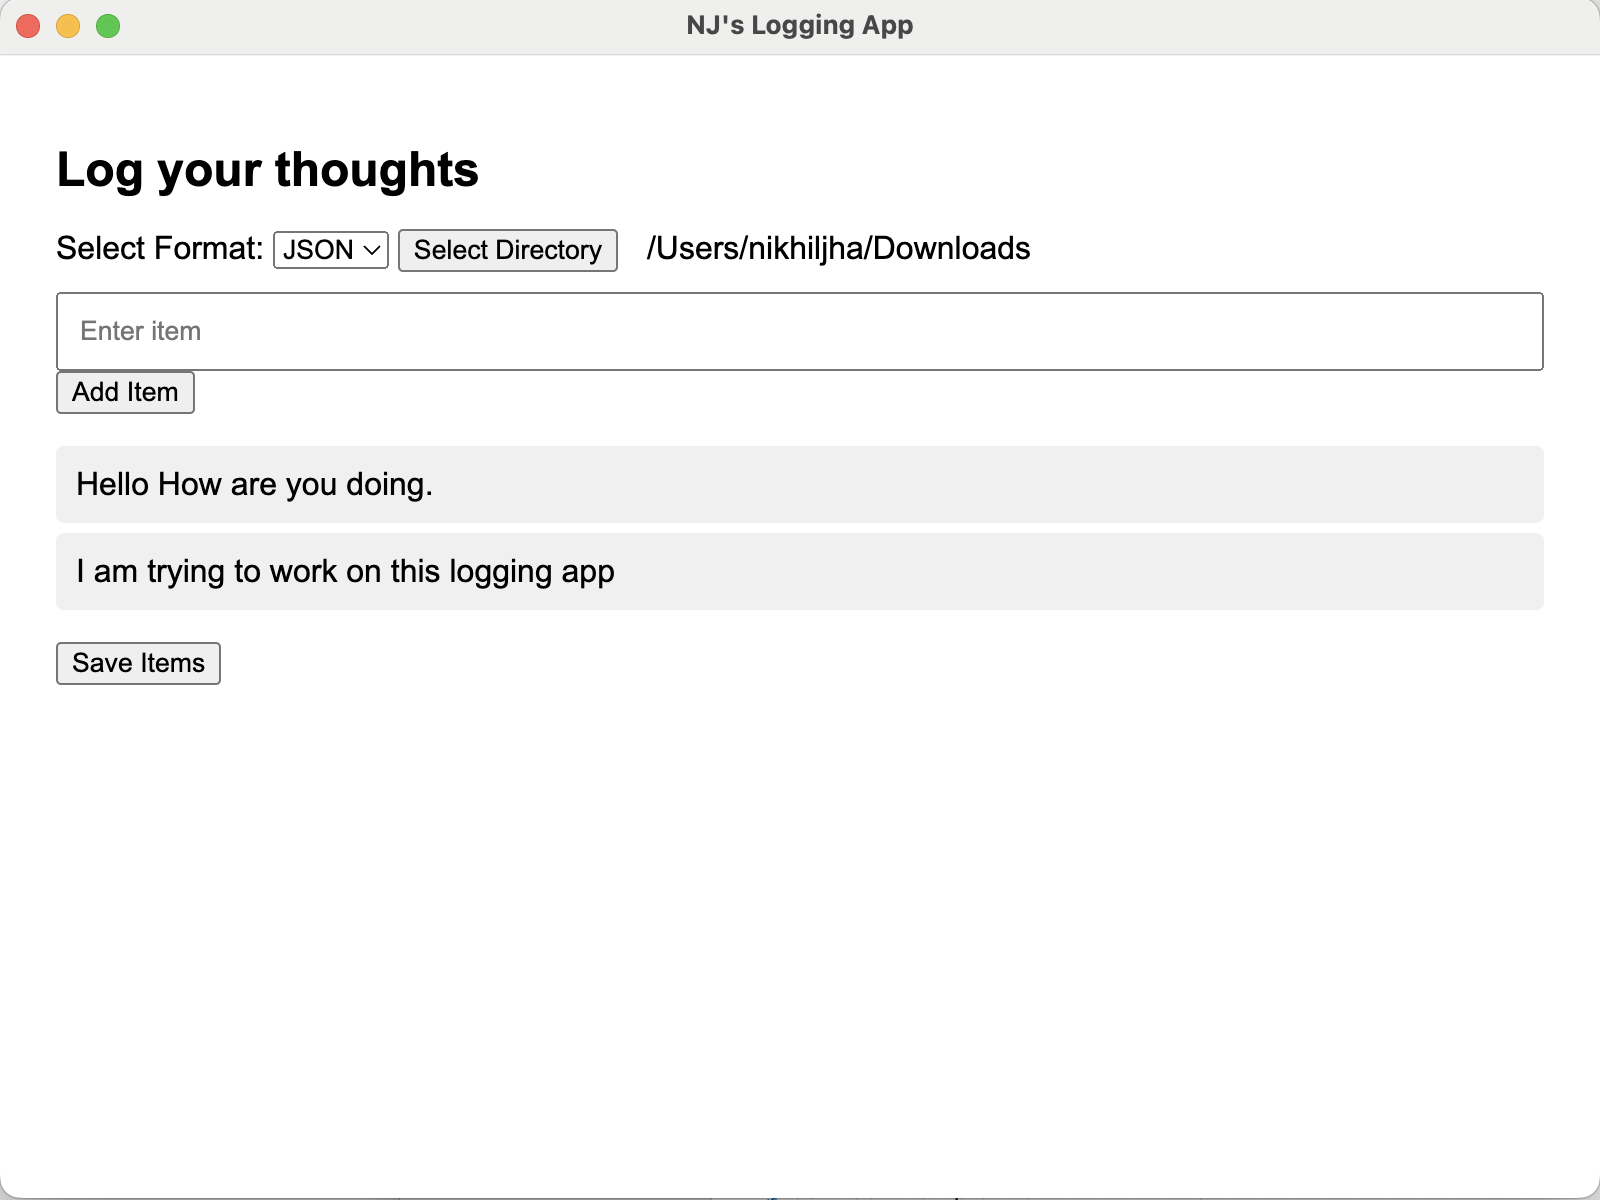 NJ's Logging App
Log your thoughts
Select Format: JSON Select Directory /Users/nikhiljha/Downloads
Enter item
Add Item
Hello How are you doing.
I am trying to work on this logging app
Save Items